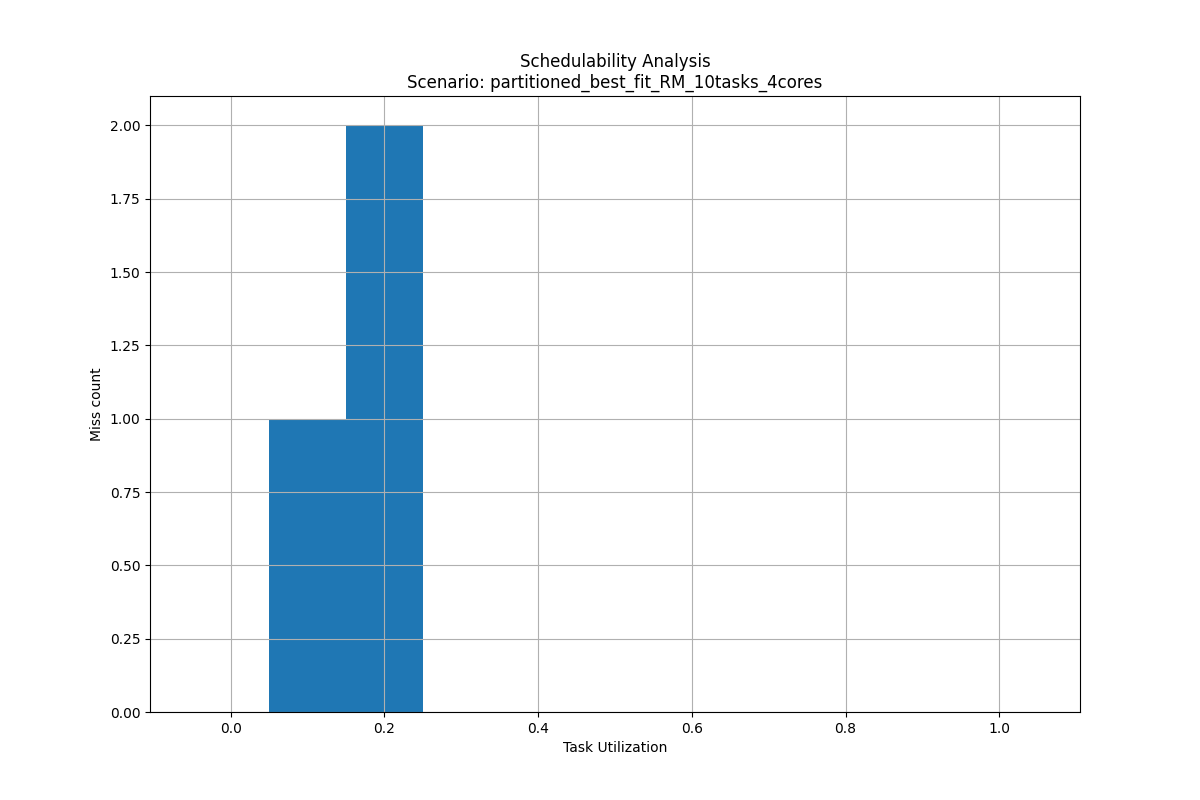 Schedulability Analysis
Scenario: partitioned_best_fit_RM_10tasks_4cores
2.00
1.75
1.50
1.25
1.00
0.75
0.50
0.25
0.00
Miss count
0.0 0.2 0.4 0.6 0.8 1.0
Task Utilization